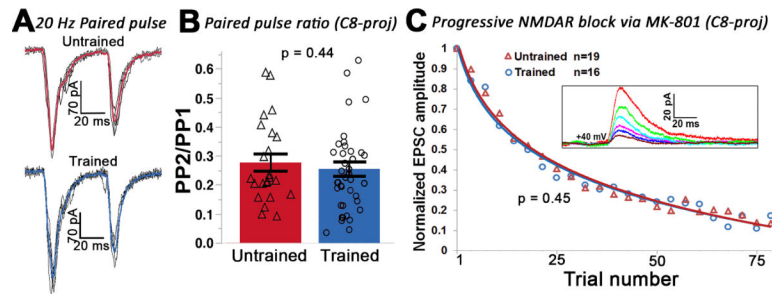 A 20 Hz Paired pulse
Untrained
70 pA
20 ms
Trained
70 pA
20 ms
B Paired pulse ratio (C8-proj)
p = 0.44
PP2/PP1
0.6
0.5
0.4
0.3
0.2
0.1
0.0
Untrained Trained
C Progressive NMDAR block via MK-801 (C8-proj)
Untrained n=19
Trained n=16
+40 mV
20 pA
20 ms
p = 0.45
Normalized EPSC amplitude
1
0.9
0.8
0.7
0.6
0.5
0.4
0.3
0.2
0.1
0
1 25 50 75
Trial number